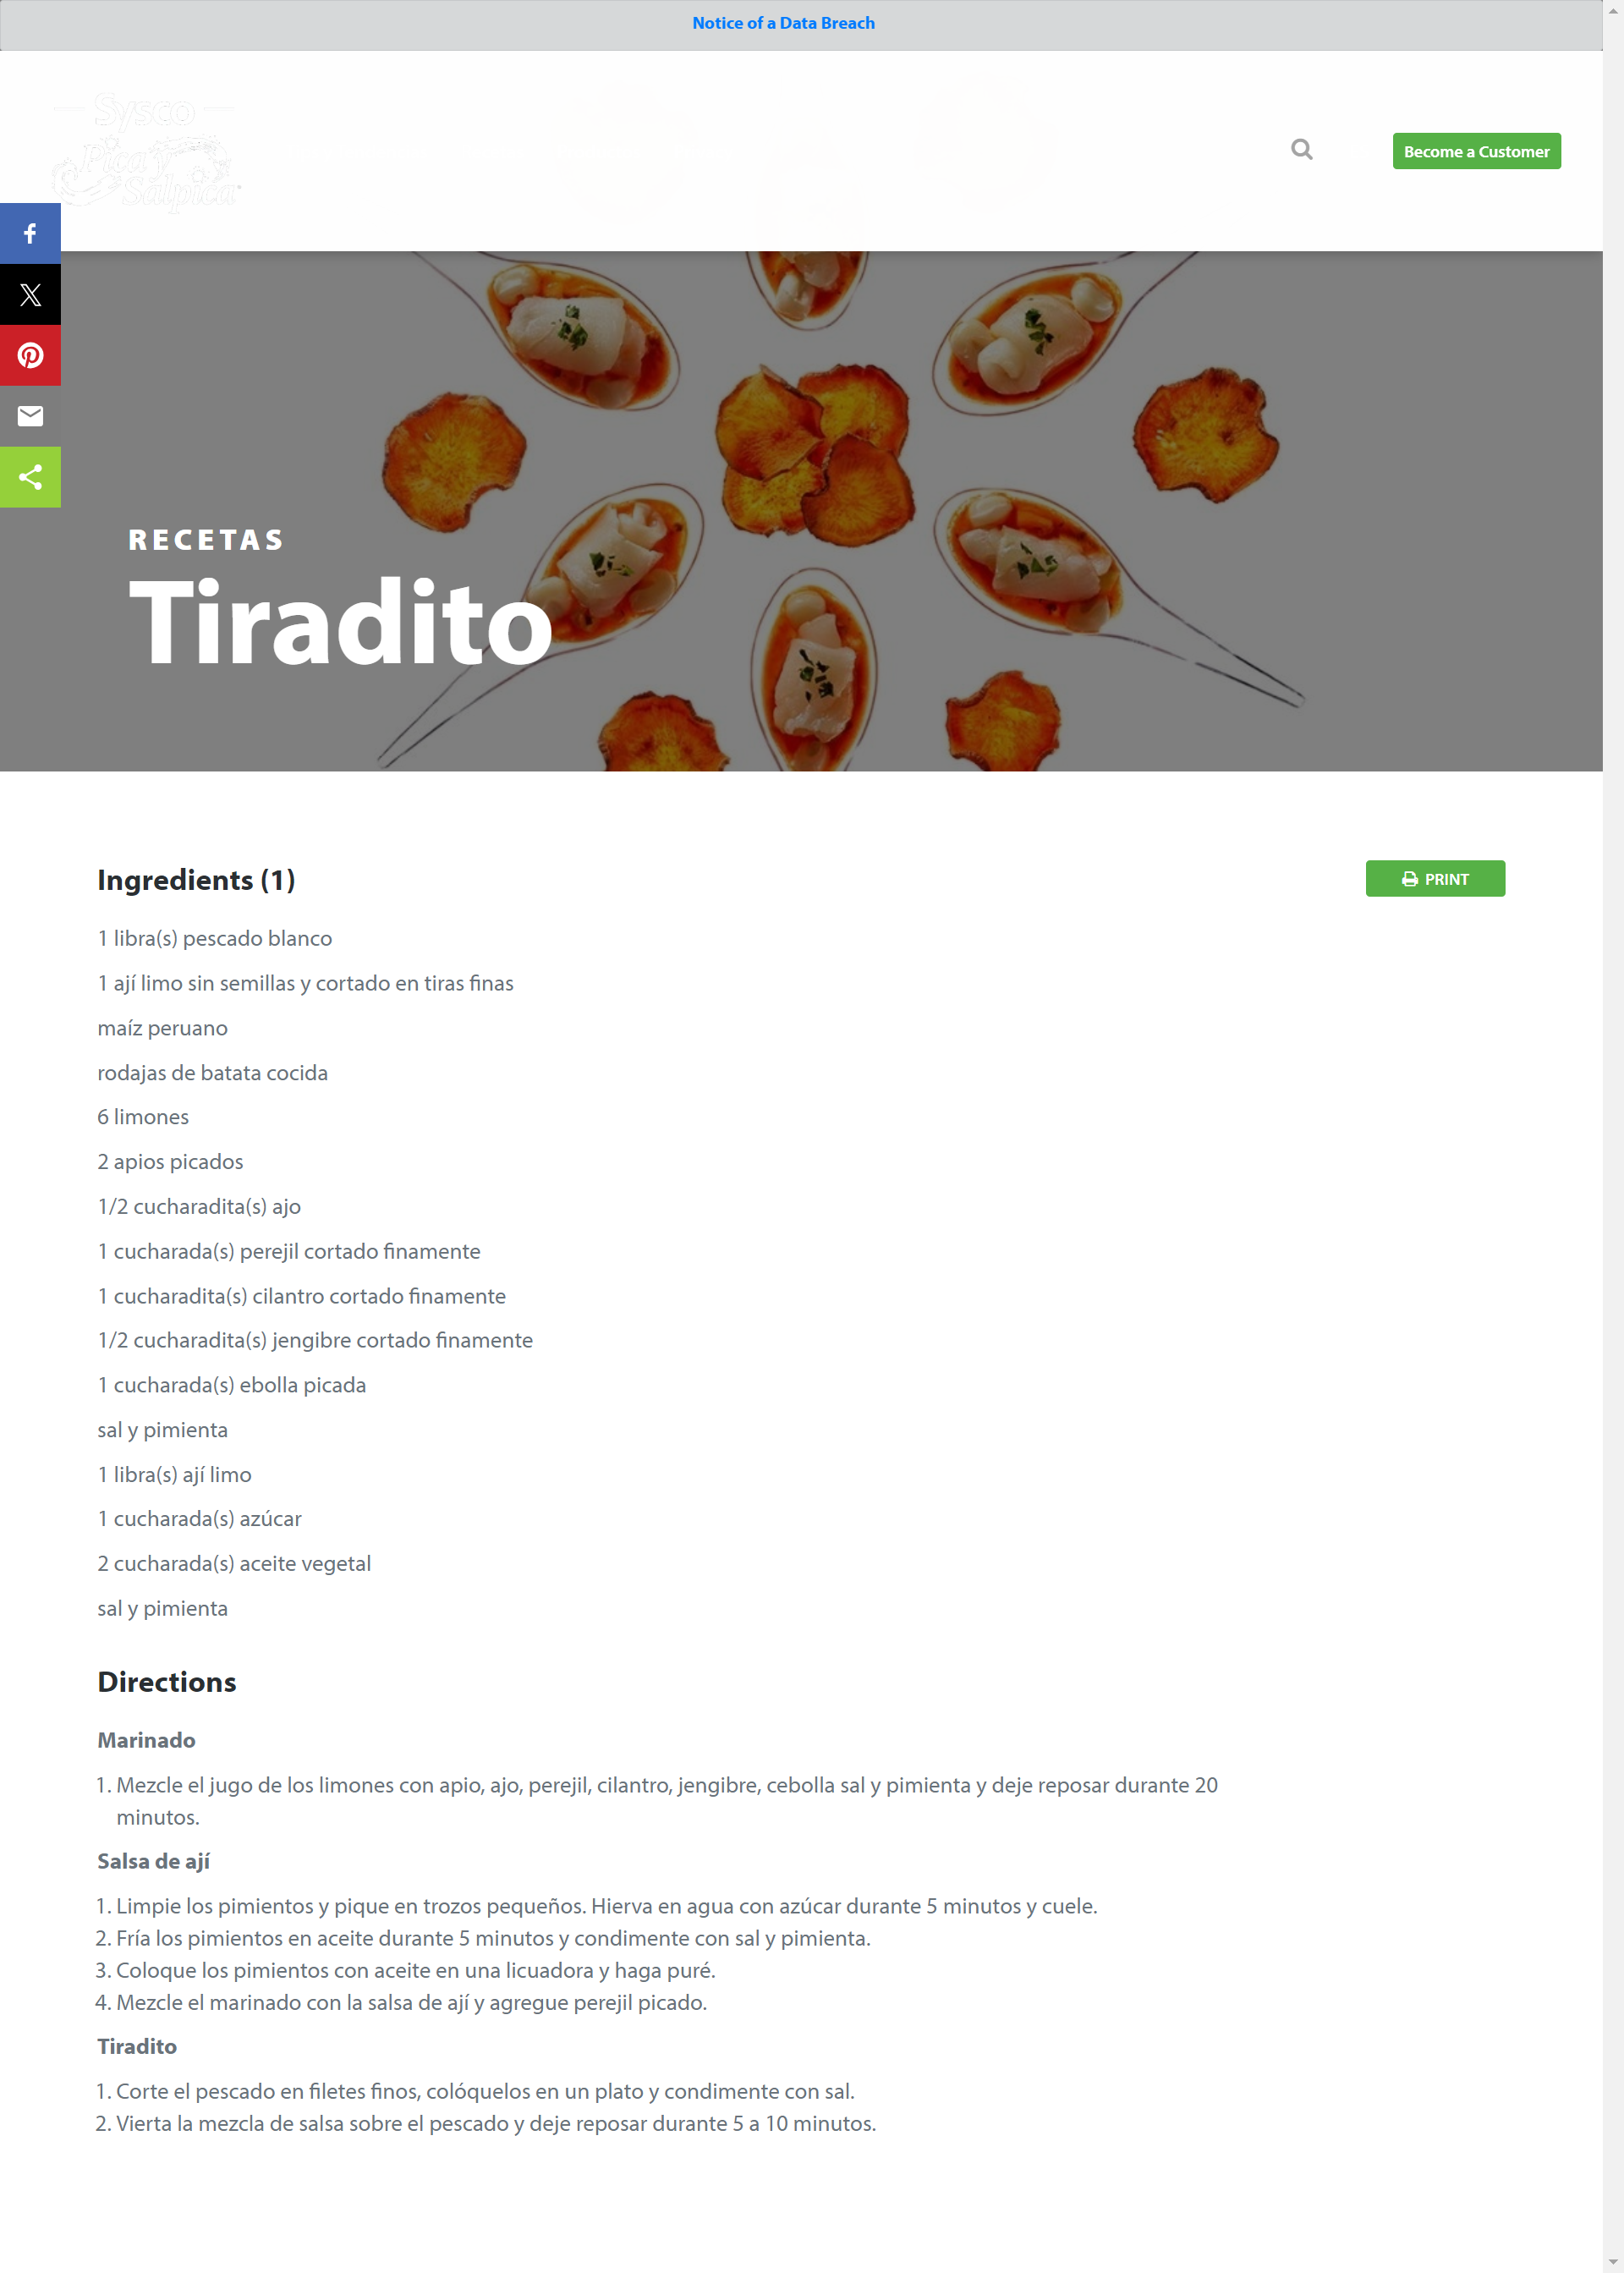 Notice of a Data Breach
Sysco
Pica y
Salpica
Become a Customer
RECETAS
Tiradito
Ingredients (1)
PRINT
1 libra(s) pescado blanco
1 ají limo sin semillas y cortado en tiras finas
maíz peruano
rodajas de batata cocida
6 limones
2 apios picados
1/2 cucharadita(s) ajo
1 cucharada(s) perejil cortado finamente
1 cucharadita(s) cilantro cortado finamente
1/2 cucharadita(s) jengibre cortado finamente
1 cucharada(s) ebolla picada
sal y pimienta
1 libra(s) ají limo
1 cucharada(s) azúcar
2 cucharada(s) aceite vegetal
sal y pimienta
Directions
Marinado
1. Mezcle el jugo de los limones con apio, ajo, perejil, cilantro, jengibre, cebolla sal y pimienta y deje reposar durante 20
minutos.
Salsa de ají
1. Limpie los pimientos y pique en trozos pequeños. Hierva en agua con azúcar durante 5 minutos y cuele.
2. Fría los pimientos en aceite durante 5 minutos y condimente con sal y pimienta.
3. Coloque los pimientos con aceite en una licuadora y haga puré.
4. Mezcle el marinado con la salsa de ají y agregue perejil picado.
Tiradito
1. Corte el pescado en filetes finos, colóquelos en un plato y condimente con sal.
2. Vierta la mezcla de salsa sobre el pescado y deje reposar durante 5 a 10 minutos.